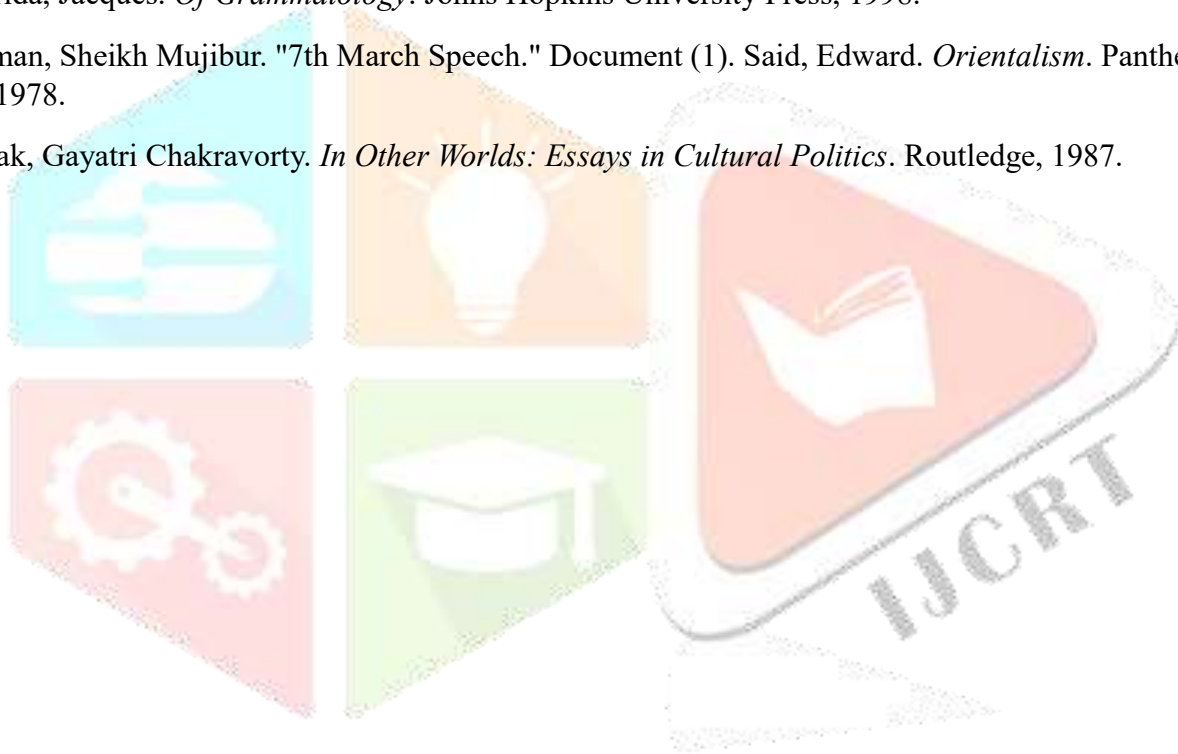 rida, Jacques. Of Grammatology. Johns Hopkins University Press, 1998.
man, Sheikh Mujibur. "7th March Speech." Document (1). Said, Edward. Orientalism. Panthe
1978.
ak, Gayatri Chakravorty. In Other Worlds: Essays in Cultural Politics. Routledge, 1987.
IJCRT